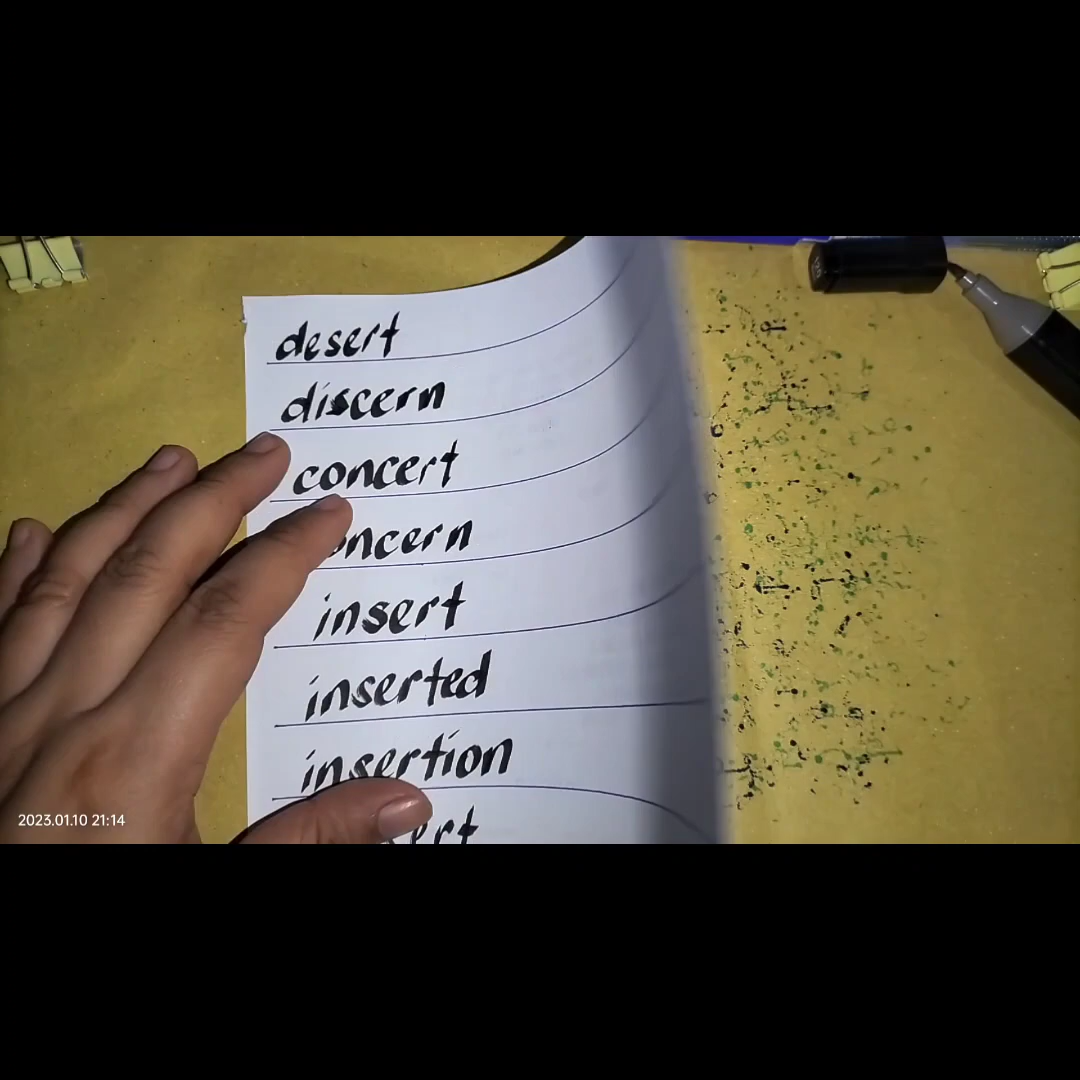 desert
discern
concert
insert
inserted
insertion
2023.01.10 21:14